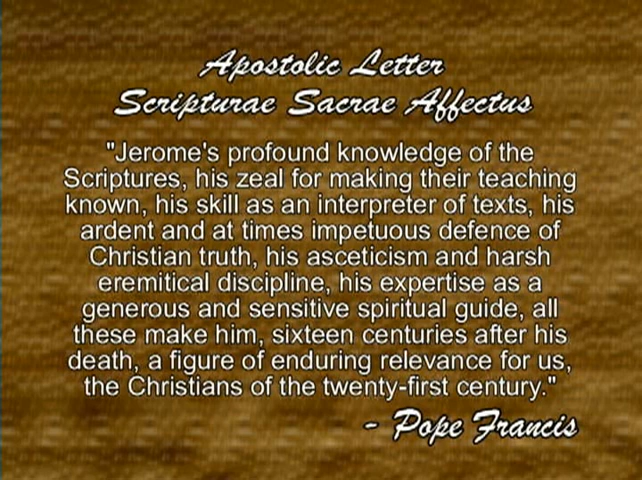 Apostolic Letter
Scripturae Sacrae Affectus
"Jerome's profound knowledge of the
Scriptures, his zeal for making their teaching
known, his skill as an interpreter of texts, his
ardent and at times impetuous defence of
Christian truth, his asceticism and harsh
eremitical discipline, his expertise as a
generous and sensitive spiritual guide, all
these make him, sixteen centuries after his
death, a figure of enduring relevance for us,
the Christians of the twenty-first century."
- Pope Francis